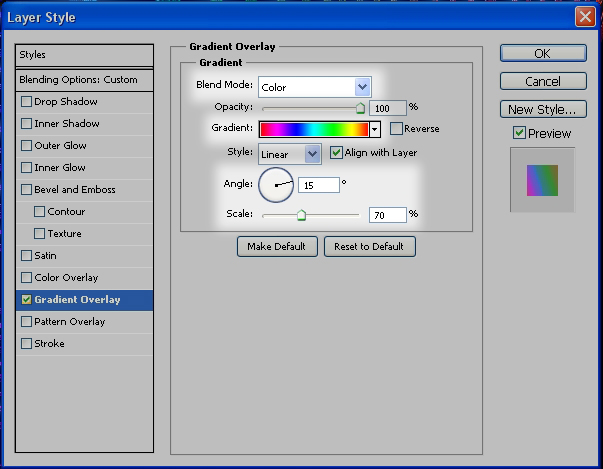 Layer Style
Styles
Blending Options: Custom
Drop Shadow
Inner Shadow
Outer Glow
Inner Glow
Bevel and Emboss
Contour
Texture
Satin
Color Overlay
Gradient Overlay
Pattern Overlay
Stroke
Gradient Overlay
Gradient
Blend Mode: Color
Opacity: 100 %
Gradient: Reverse
Style: Linear Align with Layer
Angle: 15 °
Scale: 70 %
Make Default Reset to Default
OK
Cancel
New Style...
Preview